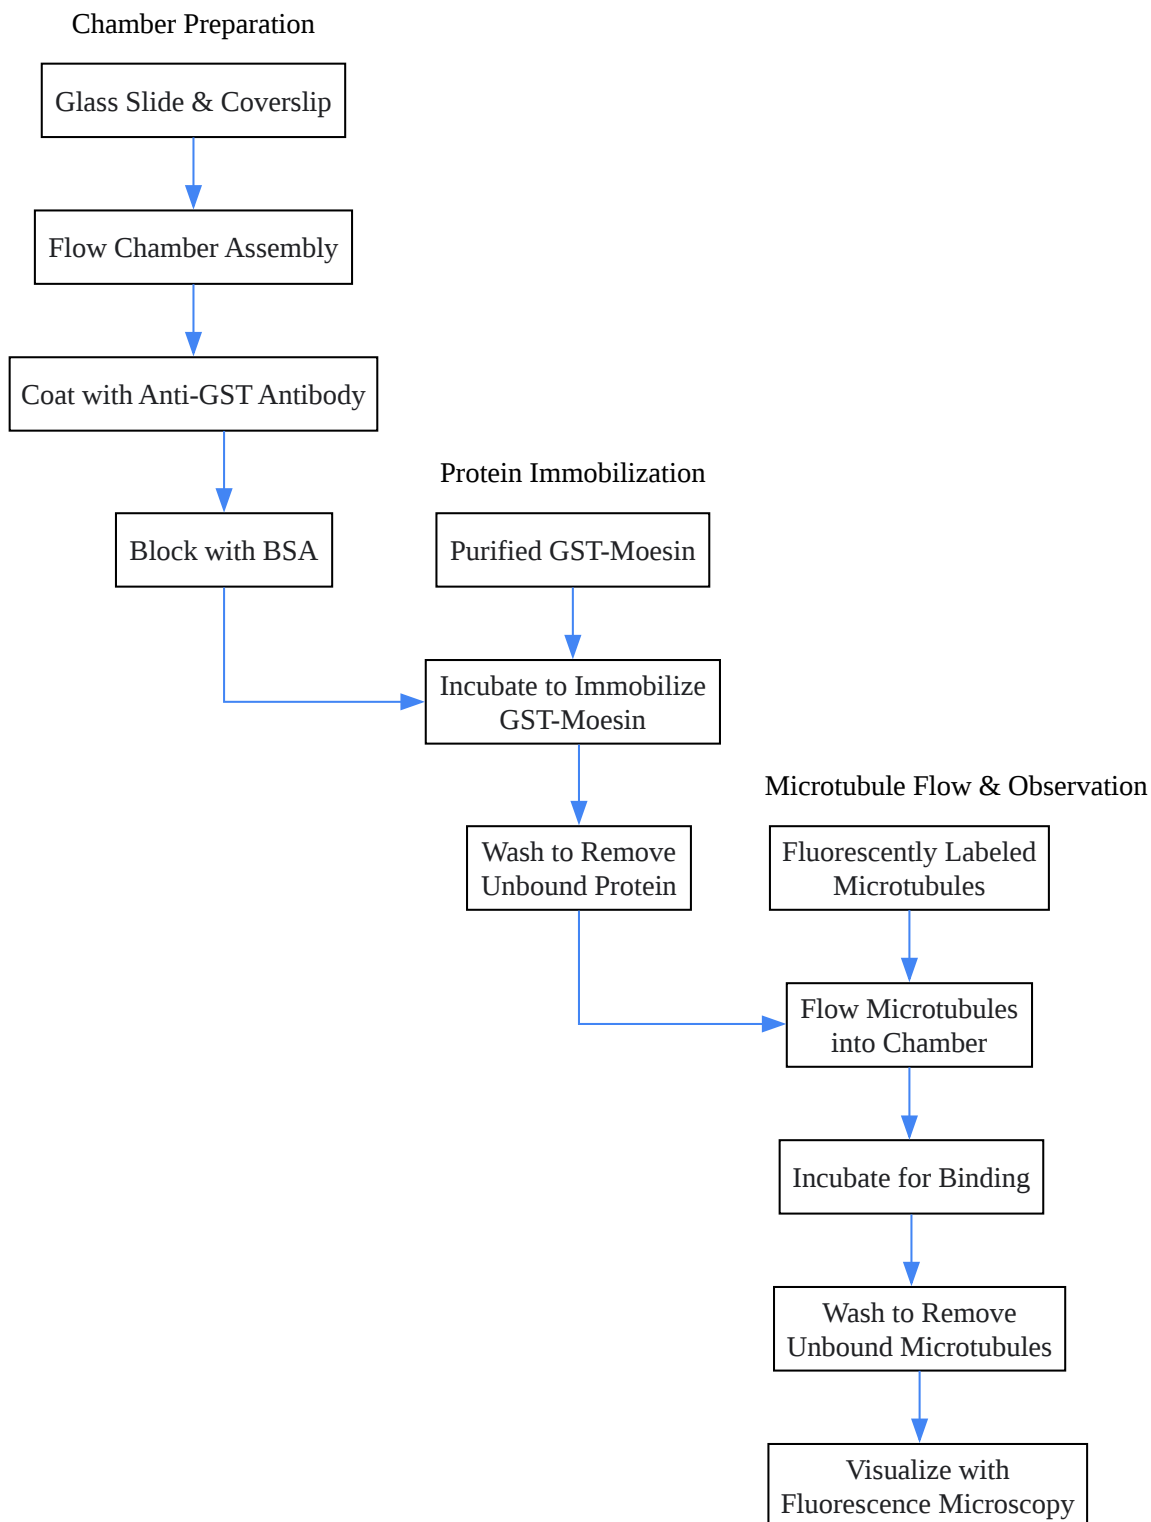 Chamber Preparation
Glass Slide & Coverslip
Flow Chamber Assembly
Coat with Anti-GST Antibody
Block with BSA
Protein Immobilization
Purified GST-Moesin
Incubate to Immobilize
GST-Moesin
Wash to Remove
Unbound Protein
Microtubule Flow & Observation
Fluorescently Labeled
Microtubules
Flow Microtubules
into Chamber
Incubate for Binding
Wash to Remove
Unbound Microtubules
Visualize with
Fluorescence Microscopy